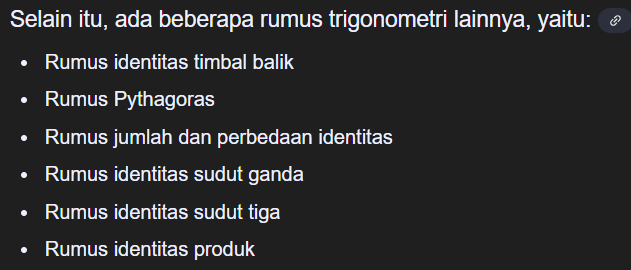 Selain itu, ada beberapa rumus trigonometri lainnya, yaitu:
• Rumus identitas timbal balik
• Rumus Pythagoras
• Rumus jumlah dan perbedaan identitas
• Rumus identitas sudut ganda
• Rumus identitas sudut tiga
• Rumus identitas produk